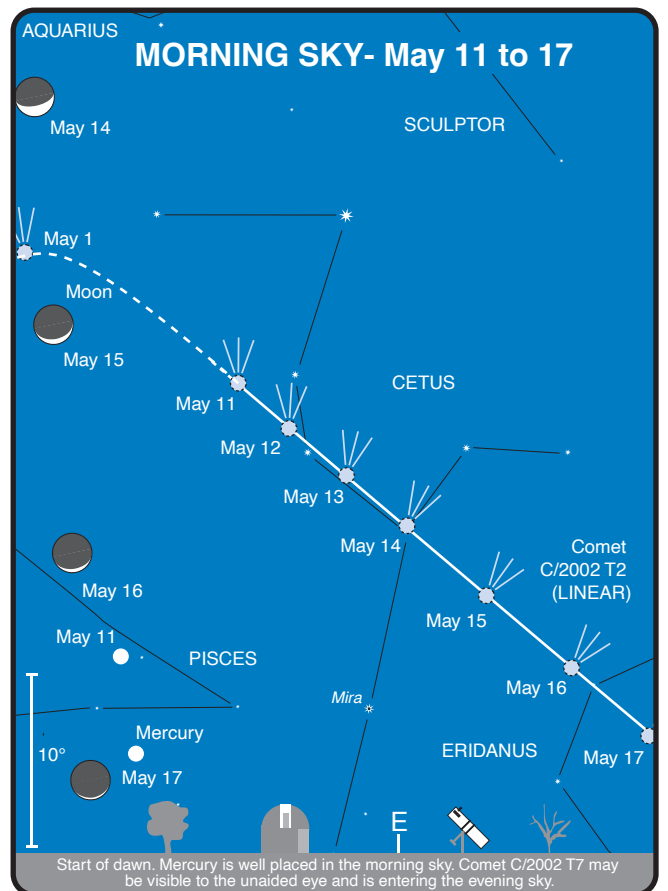 AQUARIUS
MORNING SKY- May 11 to 17
May 14
SCULPTOR
May 1
Moon
May 15
CETUS
May 11
May 12
May 13
May 14
Comet
C/2002 T2
(LINEAR)
May 16
May 15
May 11
PISCES
May 16
Mira
Mercury
ERIDANUS
May 17
10°
May 17
E
Start of dawn. Mercury is well placed in the morning sky. Comet C/2002 T7 may
be visible to the unaided eye and is entering the evening sky.